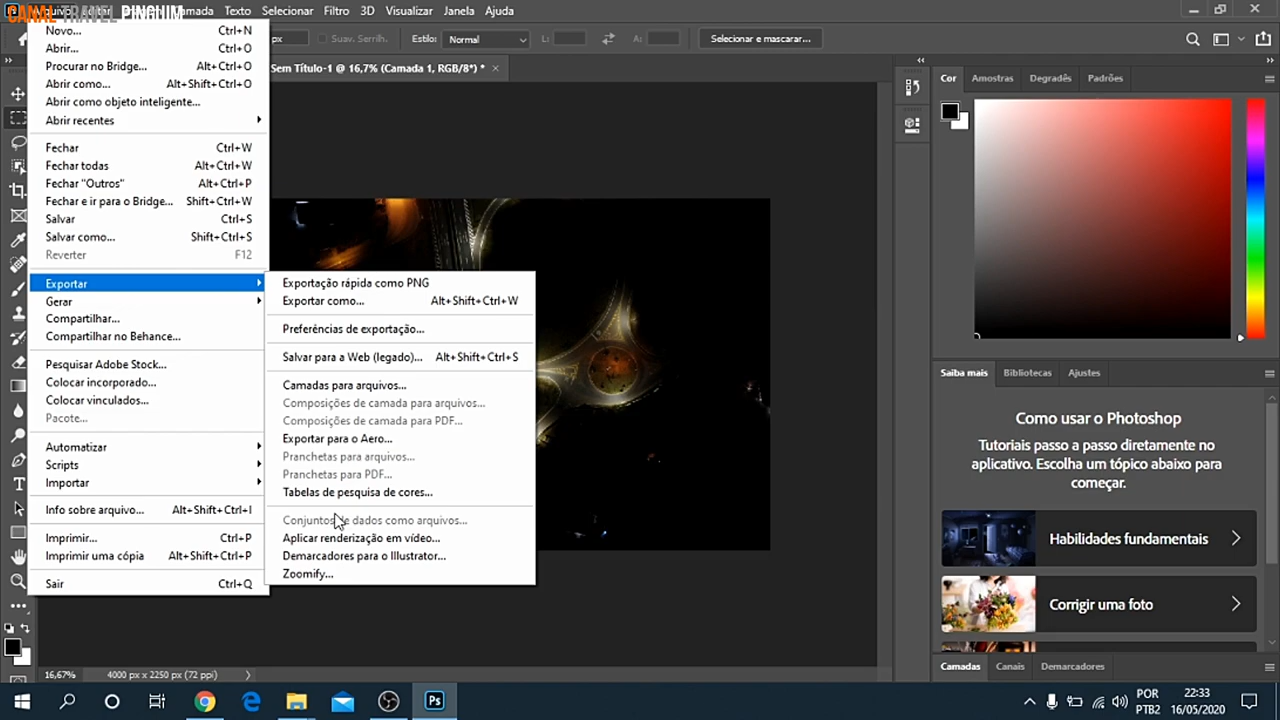 CANAL TRAVEL PINGUIM
Camada Texto Selecionar Filtro 3D Visualizar Janela Ajuda
px Suav. Serrilh. Estilo: Normal L: A: Selecionar e mascarar...
Sem Título-1 @ 16,7% (Camada 1, RGB/8*) * ×
Novo... Ctrl+N
Abrir... Ctrl+O
Procurar no Bridge... Alt+Ctrl+O
Abrir como... Alt+Shift+Ctrl+O
Abrir como objeto inteligente...
Abrir recentes
Fechar Ctrl+W
Fechar todas Alt+Ctrl+W
Fechar "Outros" Alt+Ctrl+P
Fechar e ir para o Bridge... Shift+Ctrl+W
Salvar Ctrl+S
Salvar como... Shift+Ctrl+S
Reverter F12
Exportar
Gerar
Compartilhar...
Compartilhar no Behance...
Pesquisar Adobe Stock...
Colocar incorporado...
Colocar vinculados...
Pacote...
Automatizar
Scripts
Importar
Info sobre arquivo... Alt+Shift+Ctrl+I
Imprimir... Ctrl+P
Imprimir uma cópia Alt+Shift+Ctrl+P
Sair Ctrl+Q
Exportação rápida como PNG
Exportar como... Alt+Shift+Ctrl+W
Preferências de exportação...
Salvar para a Web (legado)... Alt+Shift+Ctrl+S
Camadas para arquivos...
Composições de camada para arquivos...
Composições de camada para PDF...
Exportar para o Aero...
Pranchetas para arquivos...
Pranchetas para PDF...
Tabelas de pesquisa de cores...
Conjuntos de dados como arquivos...
Aplicar renderização em vídeo...
Demarcadores para o Illustrator...
Zoomify...
Cor Amostras Degradês Padrões
Saiba mais Bibliotecas Ajustes
Como usar o Photoshop
Tutoriais passo a passo diretamente no
aplicativo. Escolha um tópico abaixo para
começar.
Habilidades fundamentais
Corrigir uma foto
Camadas Canais Demarcadores
16,67% 4000 px x 2250 px (72 ppi)
Ps
POR
PTB2
22:33
16/05/2020